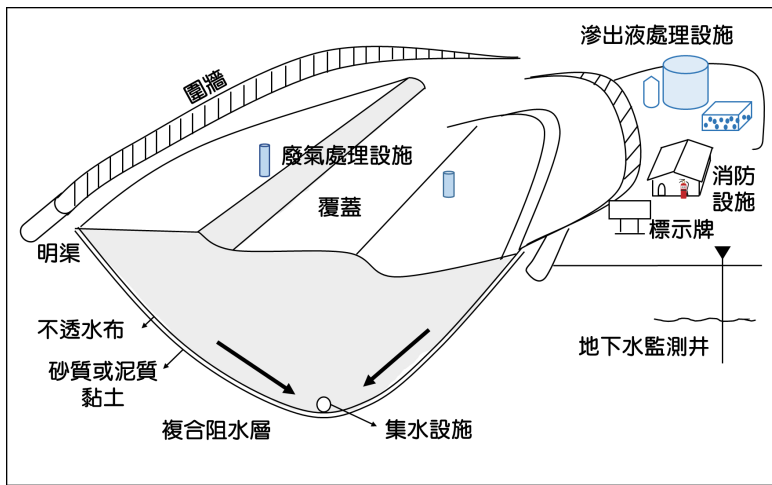 滲出液處理設施
圍牆
廢氣處理設施
消防
設施
覆蓋
標示牌
明渠
不透水布
地下水監測井
砂質或泥質
黏土
複合阻水層
集水設施